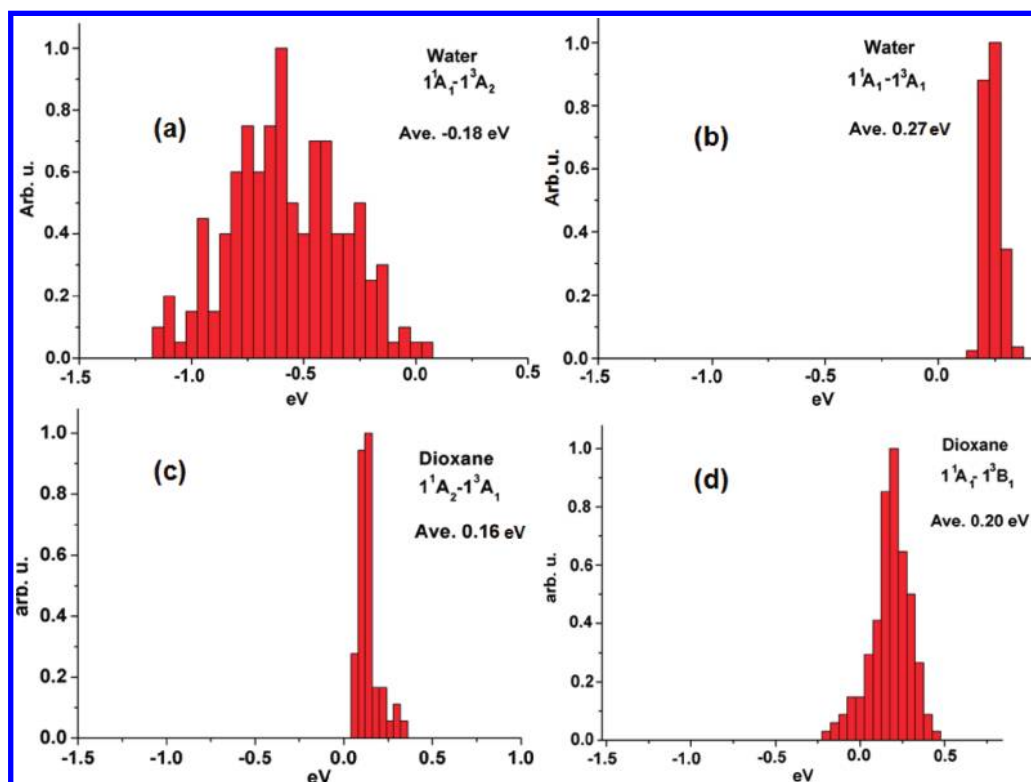 Water
1¹A₁-1³A₂
(a)
Ave. -0.18 eV
Arb. u.
1.0
0.8
0.6
0.4
0.2
0.0
-1.5 -1.0 -0.5 0.0 0.5
eV
Water
1¹A₁-1³A₁
(b)
Ave. 0.27 eV
Arb. u.
1.0
0.8
0.6
0.4
0.2
0.0
-1.5 -1.0 -0.5 0.0
eV
Dioxane
(c)
1¹A₂-1³A₁
Ave. 0.16 eV
arb. u.
1.0
0.8
0.6
0.4
0.2
0.0
-1.5 -1.0 -0.5 0.0 0.5 1.0
eV
Dioxane
(d)
1¹A₁-1³B₁
Ave. 0.20 eV
arb. u.
1.0
0.8
0.6
0.4
0.2
0.0
-1.5 -1.0 -0.5 0.0 0.5
eV